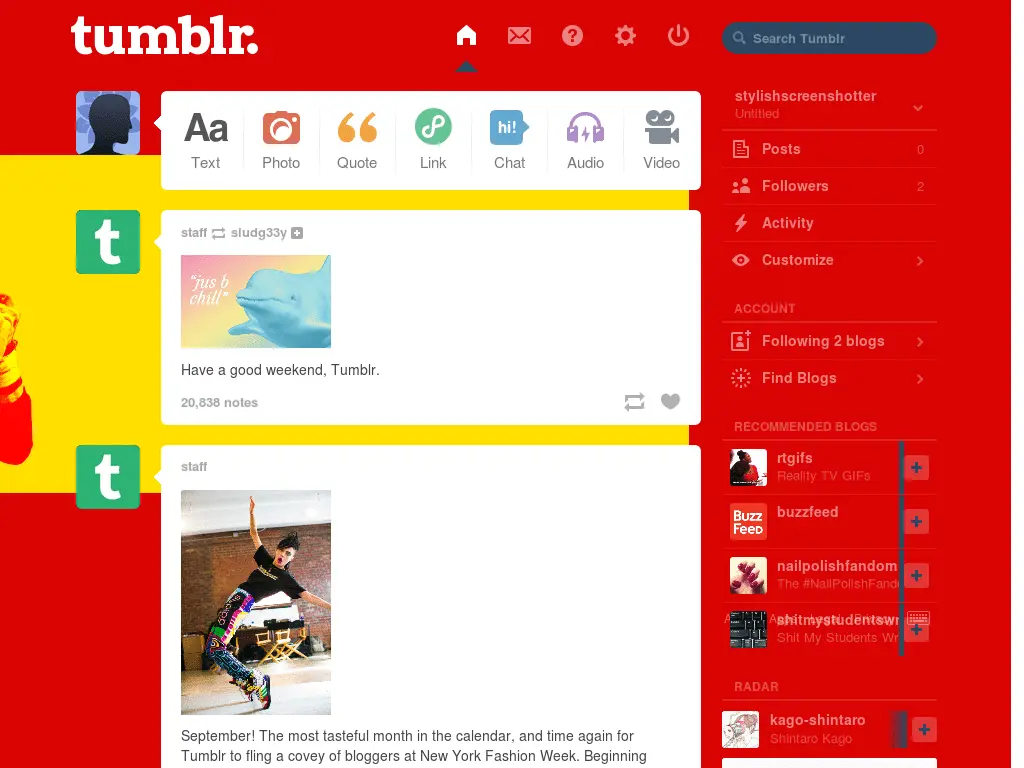 tumblr.
Search Tumblr
Aa
hi!
Text
Photo
Quote
Link
Chat
Audio
Video
staff siudg33y
"jus b
chill"
Have a good weekend, Tumblr.
20,838 notes
staff
September! The most tasteful month in the calendar, and time again for
Tumblr to fling a covey of bloggers at New York Fashion Week. Beginning
stylishscreenshotter
Untitled
Posts 0
Followers 2
Activity
Customize
ACCOUNT
Following 2 blogs
Find Blogs
RECOMMENDED BLOGS
rtgifs
Reality TV GIFs
Buzz
Feed
buzzfeed
nailpolishfandom
The #NailPolishFand
shitmystudentswr
Shit My Students Wr
RADAR
kago-shintaro
Shintaro Kago